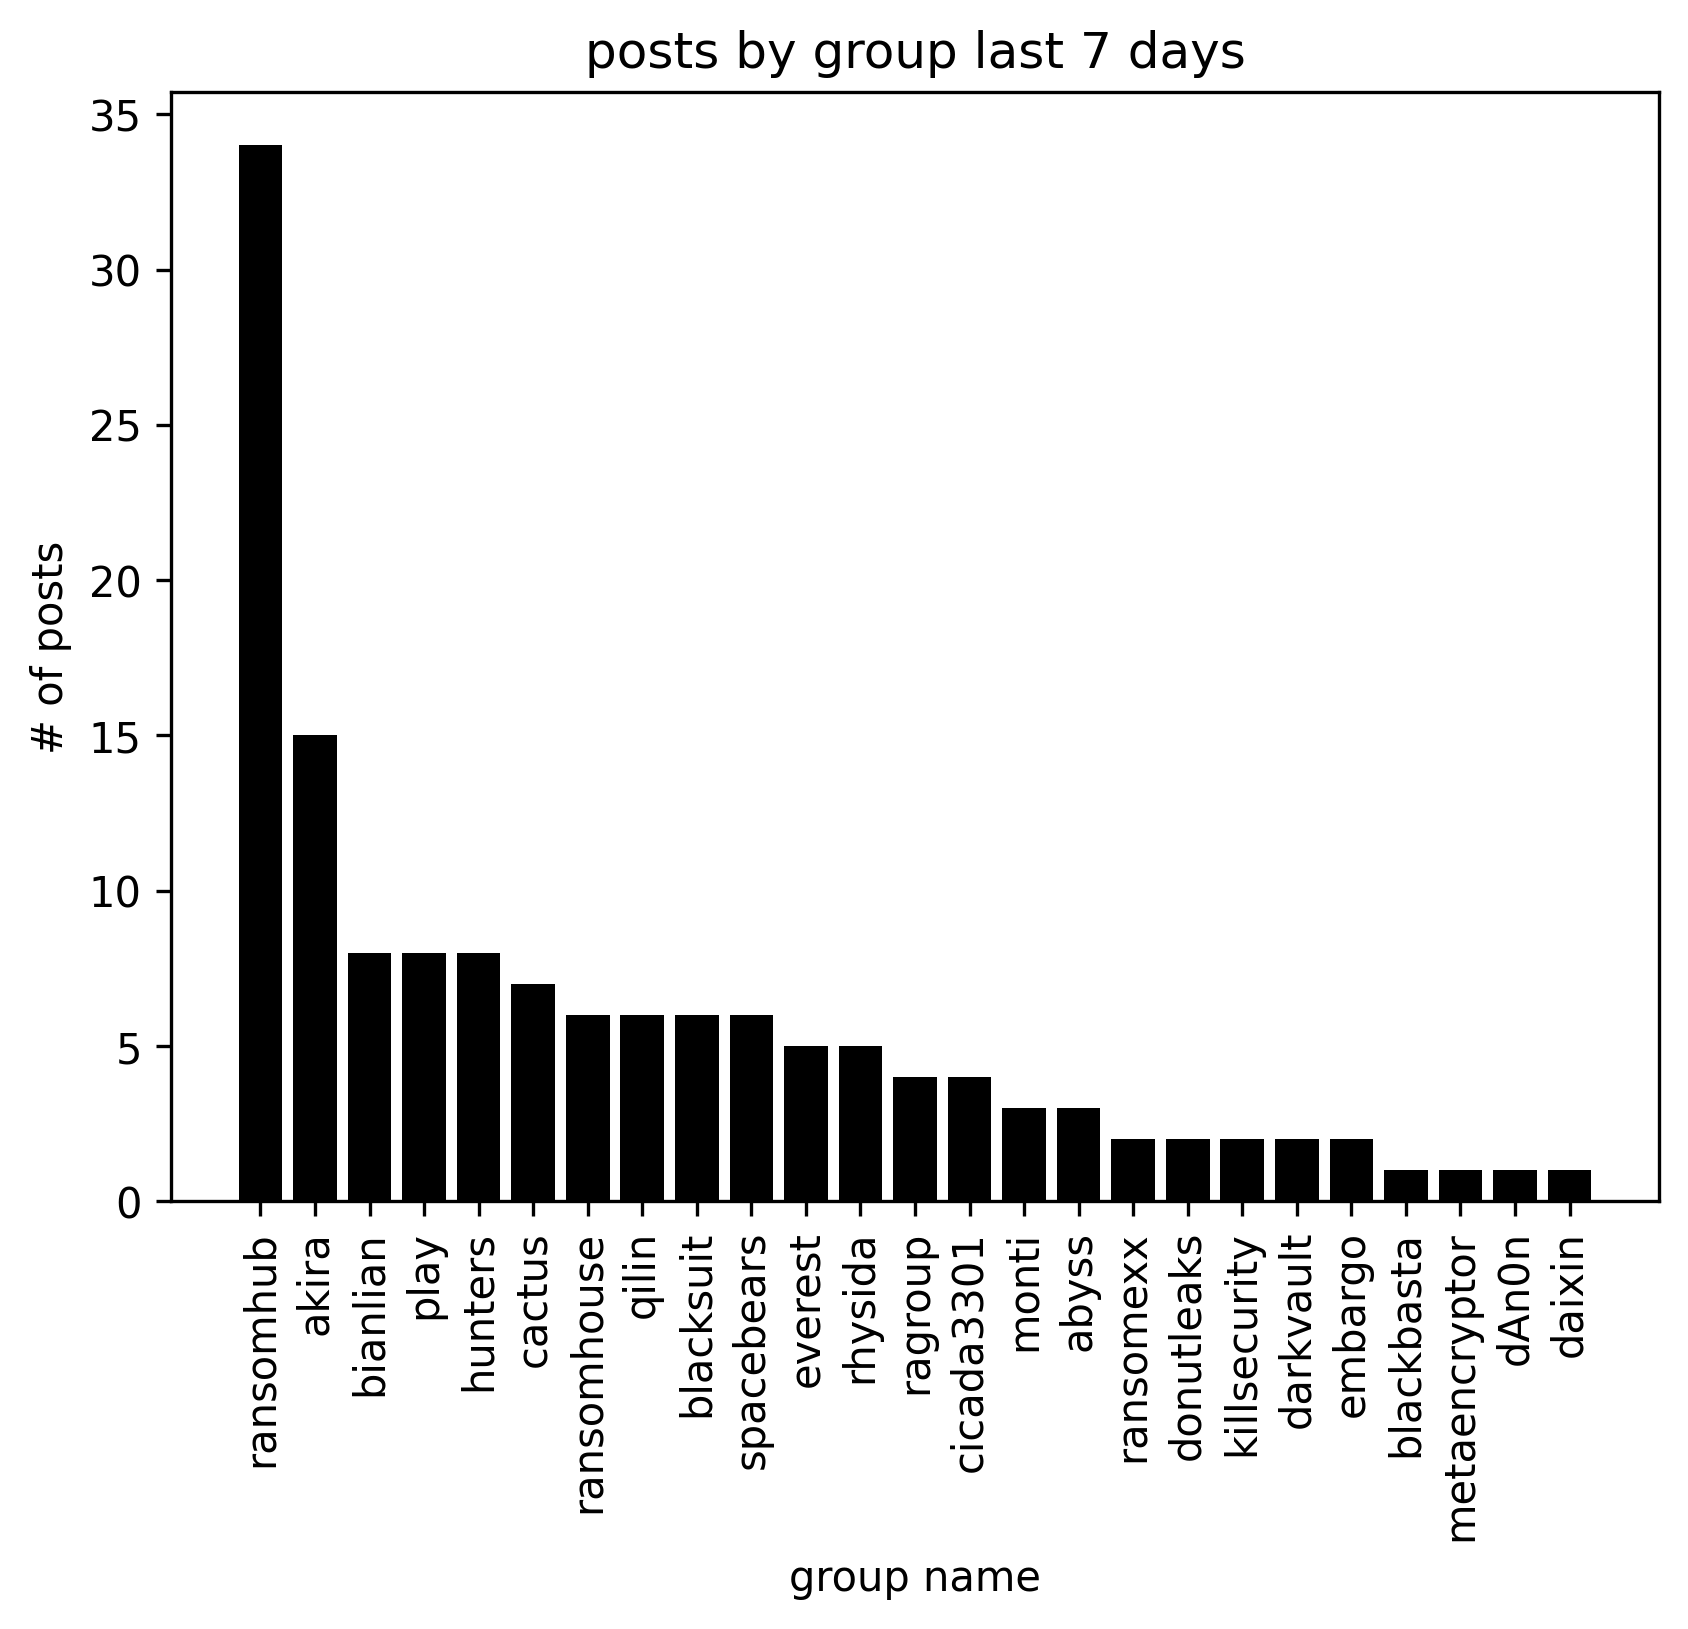 posts by group last 7 days
# of posts
35
30
25
20
15
10
5
0
ransomhub
akira
bianlian
play
hunters
cactus
ransomhouse
qilin
blacksuit
spacebears
everest
rhysida
ragroup
cicada3301
monti
abyss
ransomexx
donutleaks
killsecurity
darkvault
embargo
blackbasta
metaencryptor
dAn0n
daixin
group name